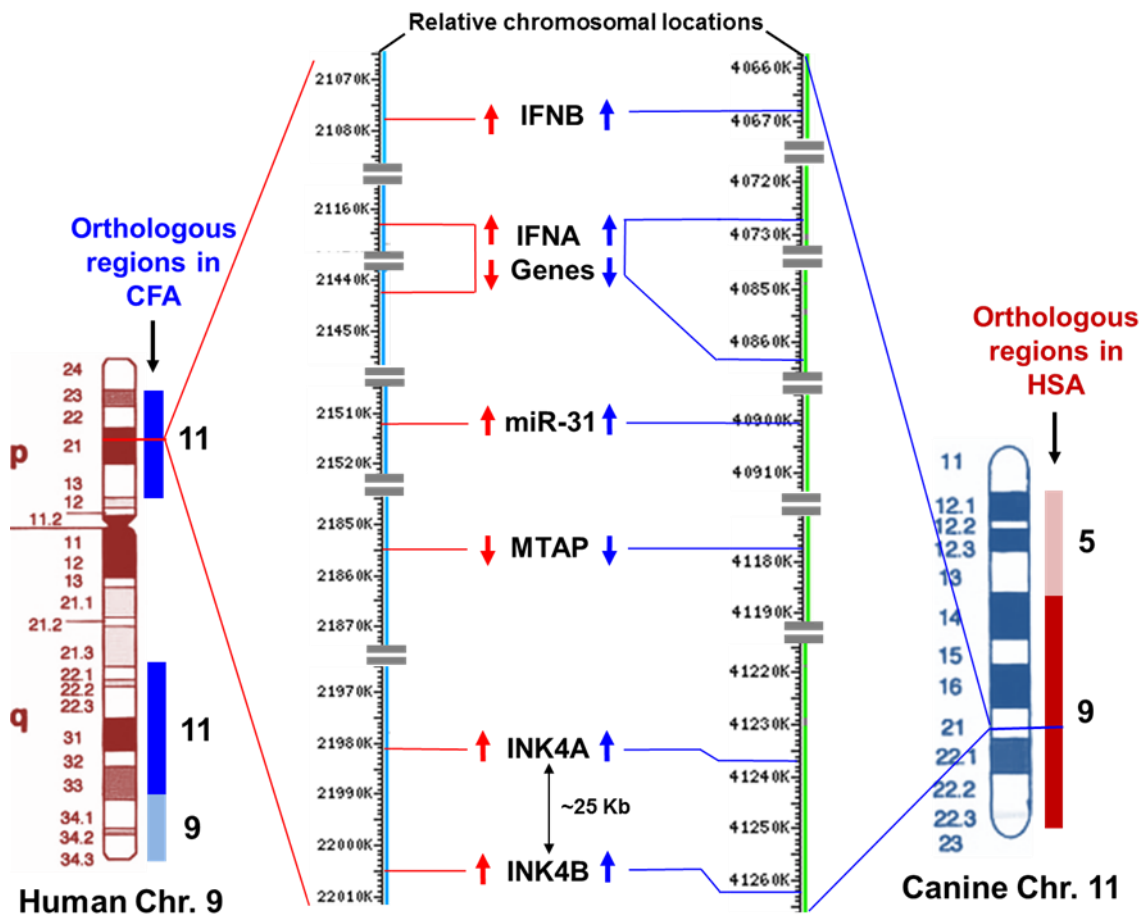 Relative chromosomal locations
Orthologous
regions in
CFA
24
23
22
21
13
12
11.2
11
12
13
21.1
21.2
21.3
22.1
22.2
22.3
31
32
33
34.1
34.2
34.3
p
q
11
11
9
Human Chr. 9
21070K
21080K
21160K
21440K
21450K
21510K
21520K
21850K
21860K
21870K
21970K
21980K
21990K
22000K
22010K
IFNB
IFNA
Genes
miR-31
MTAP
INK4A
~25 Kb
INK4B
40660K
40670K
40720K
40730K
40850K
40860K
40900K
40910K
41180K
41190K
41220K
41230K
41240K
41250K
41260K
Orthologous
regions in
HSA
11
12.1
12.2
12.3
13
14
15
16
21
22.1
22.2
22.3
23
5
9
Canine Chr. 11